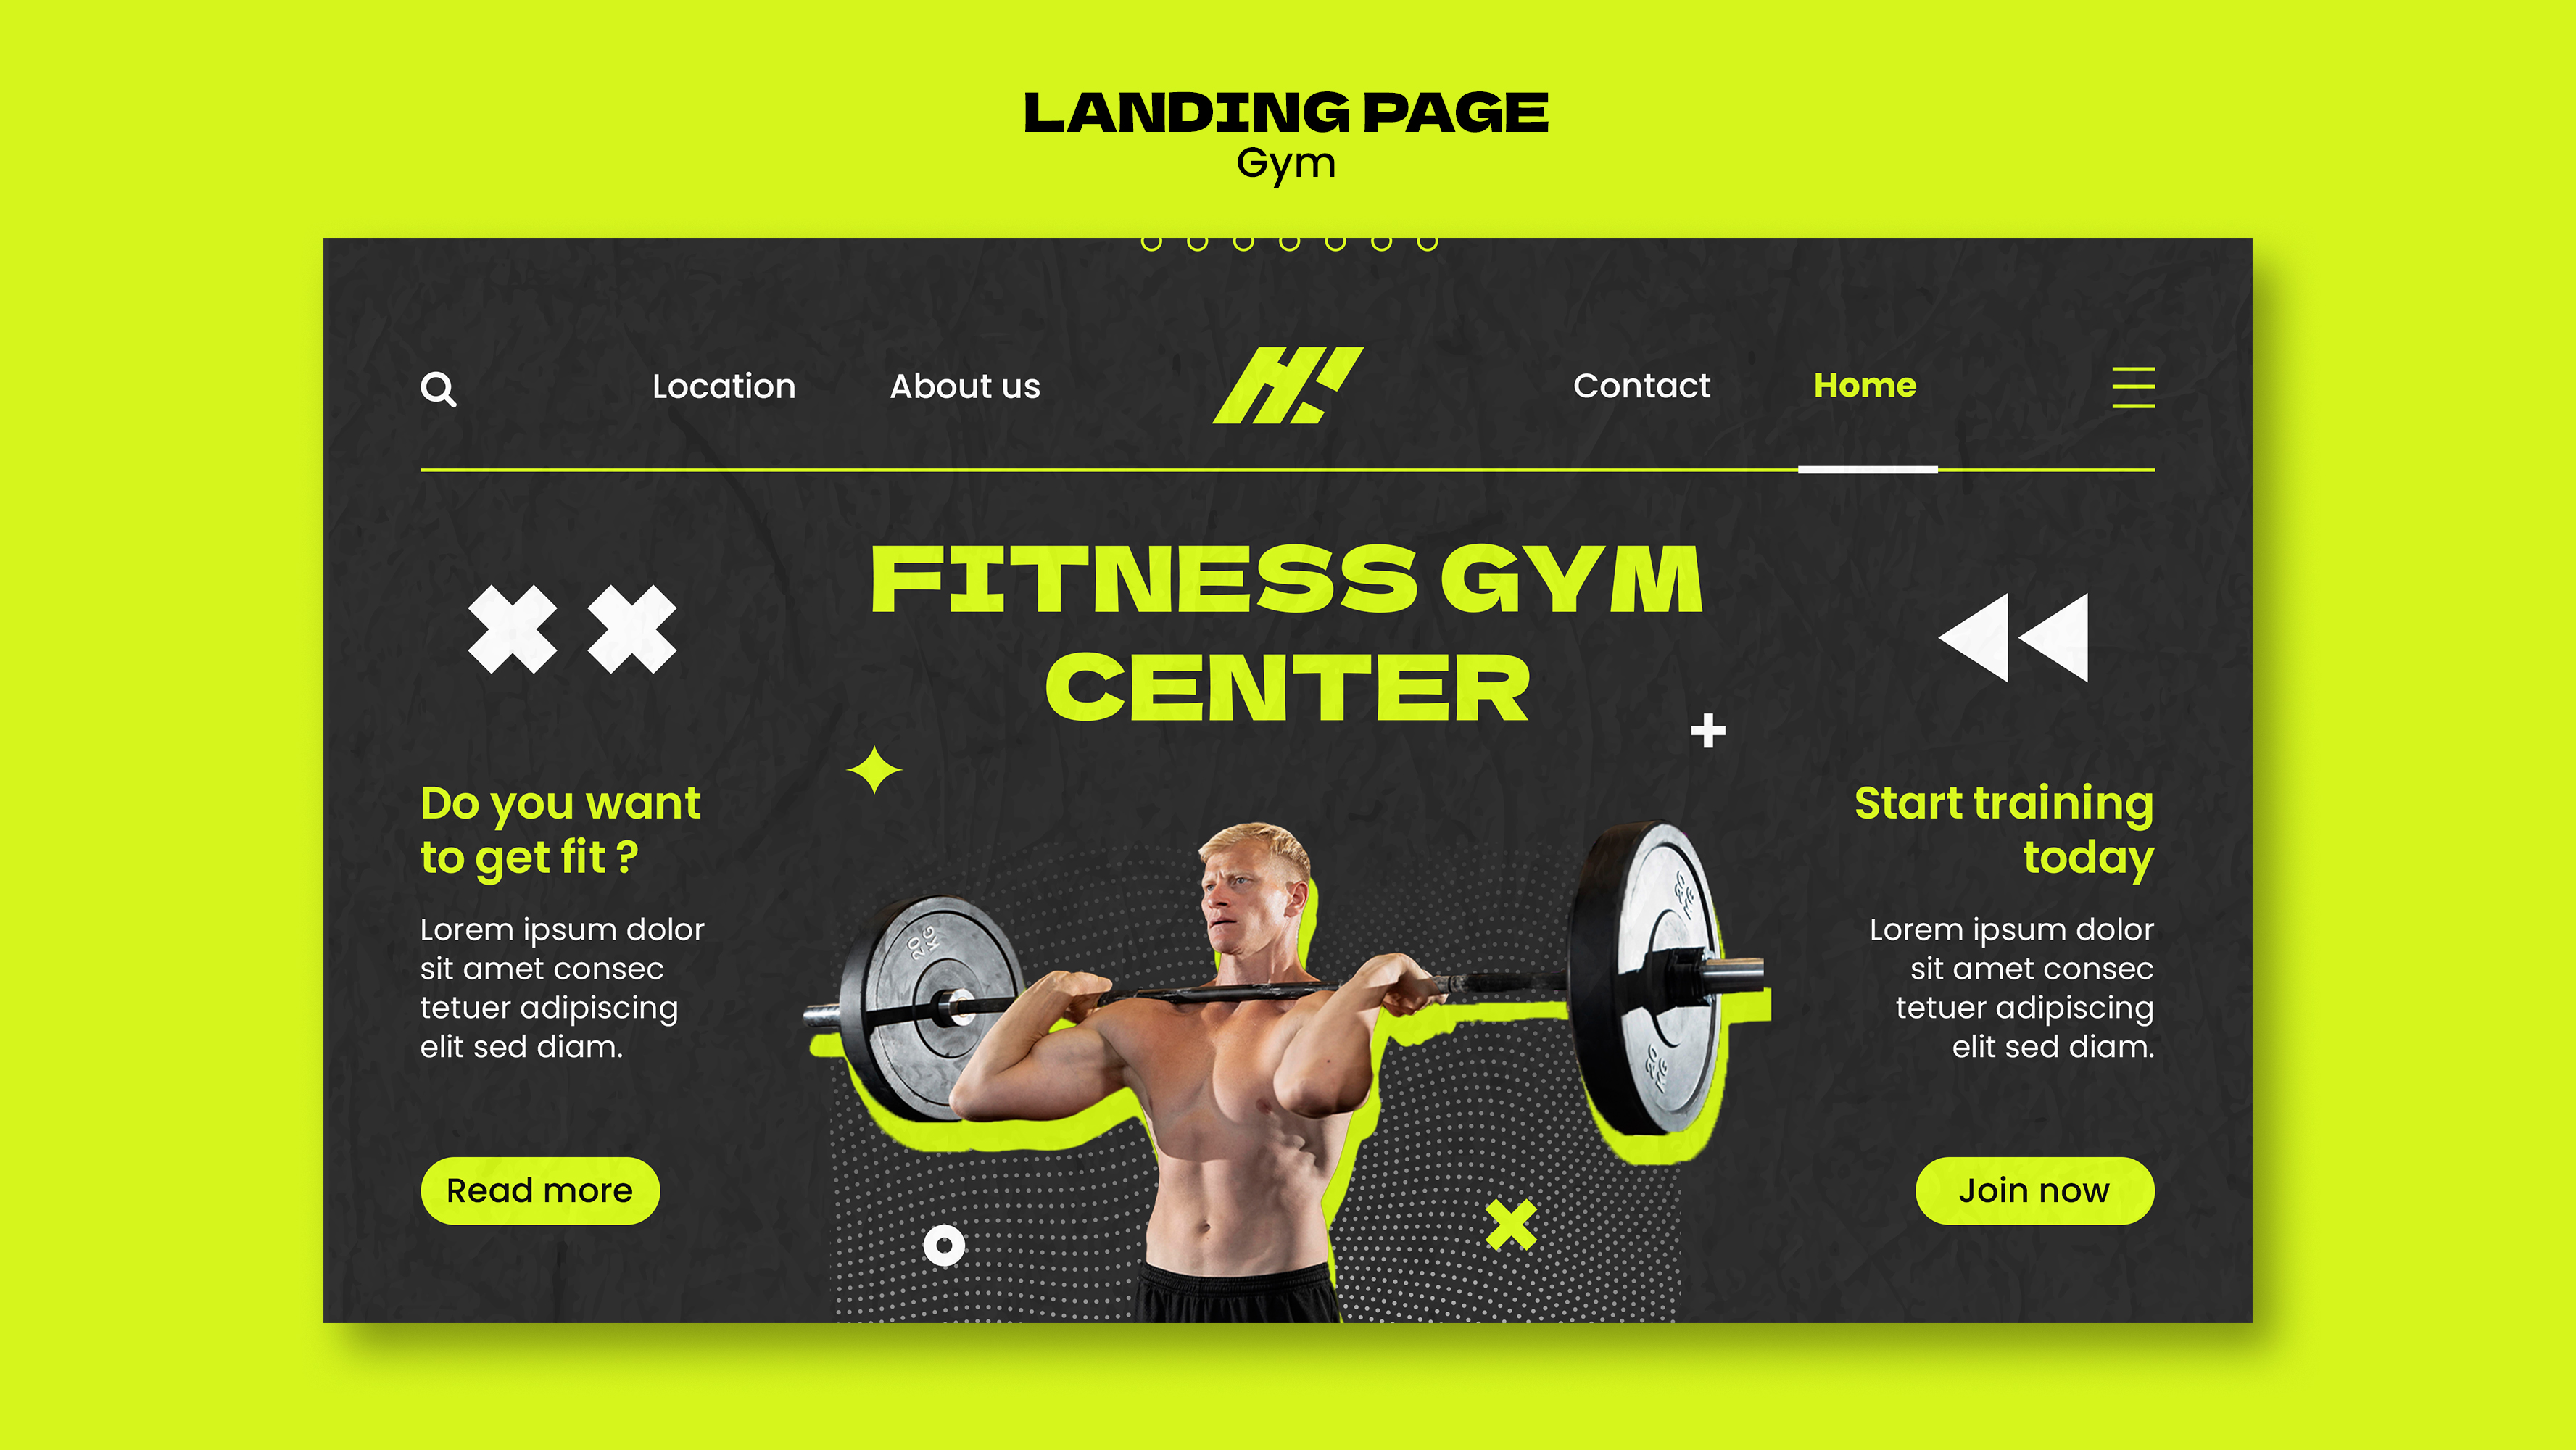 LANDING PAGE
Gym
Location
About us
H
Contact
Home
FITNESS GYM
CENTER
Do you want
to get fit ?
Lorem ipsum dolor
sit amet consec
tetuer adipiscing
elit sed diam.
Read more
Start training
today
Lorem ipsum dolor
sit amet consec
tetuer adipiscing
elit sed diam.
Join now
20
KG
20
KG
20
KG